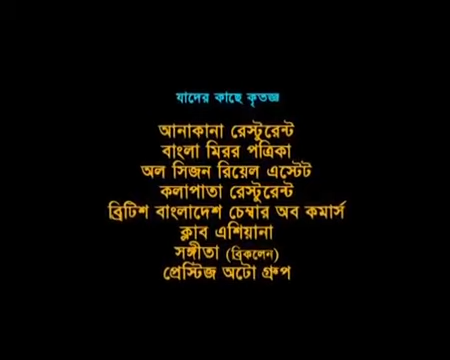 যাদের কাছে কৃতজ্ঞ
আনাকানা রেস্টুরেন্ট
বাংলা মিরর পত্রিকা
অল সিজন রিয়েল এস্টেট
কলাপাতা রেস্টুরেন্ট
ব্রিটিশ বাংলাদেশ চেম্বার অব কমার্স
ক্লাব এশিয়ানা
সঙ্গীতা (ব্রিকলেন)
প্রেস্টিজ অটো গ্রুপ